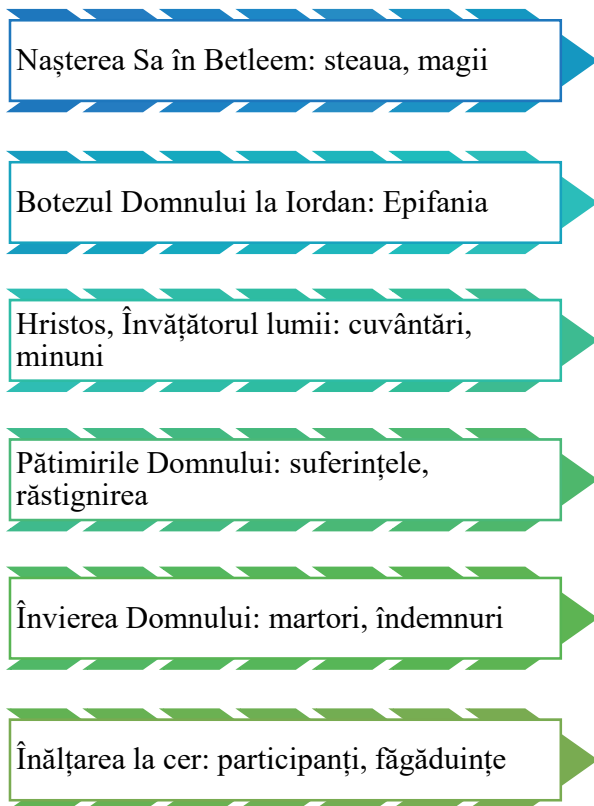 Nașterea Sa în Betleem: steaua, magii
Botezul Domnului la Iordan: Epifania
Hristos, Învățătorul lumii: cuvântări,
minuni
Pătimirile Domnului: suferințele,
răstignirea
Învierea Domnului: martori, îndemnuri
Înălțarea la cer: participanți, făgăduințe